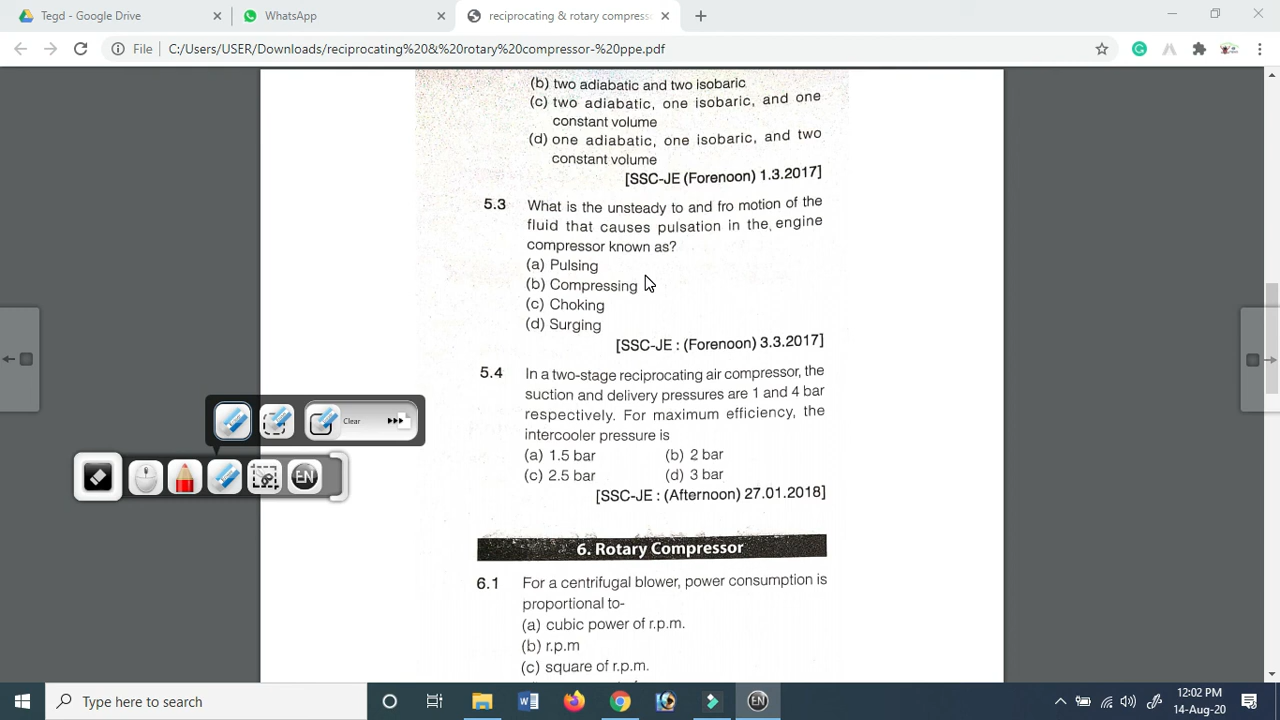 Tegd - Google Drive
WhatsApp
reciprocating & rotary compress
File
C:/Users/USER/Downloads/reciprocating%20&%20rotary%20compressor-%20ppe.pdf
(b) two adiabatic and two isobaric
(c) two adiabatic, one isobaric, and one
constant volume
(d) one adiabatic, one isobaric, and two
constant volume
[SSC-JE (Forenoon) 1.3.2017]
5.3 What is the unsteady to and fro motion of the
fluid that causes pulsation in the engine
compressor known as?
(a) Pulsing
(b) Compressing
(c) Choking
(d) Surging
[SSC-JE : (Forenoon) 3.3.2017]
5.4 In a two-stage reciprocating air compressor, the
suction and delivery pressures are 1 and 4 bar
respectively. For maximum efficiency, the
intercooler pressure is
(a) 1.5 bar (b) 2 bar
(c) 2.5 bar (d) 3 bar
[SSC-JE : (Afternoon) 27.01.2018]
Clear
EN
6. Rotary Compressor
6.1 For a centrifugal blower, power consumption is
proportional to-
(a) cubic power of r.p.m.
(b) r.p.m
(c) square of r.p.m.
Type here to search
EN
12:02 PM
14-Aug-20